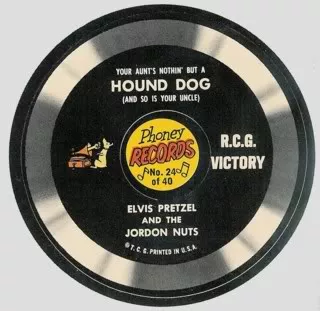 YOUR AUNT'S NOTHIN' BUT A
HOUND DOG
(AND SO IS YOUR UNCLE)
Phoney
RECORDS
No. 24
of 40
R.C.G.
VICTORY
ELVIS PRETZEL
AND THE
JORDON NUTS
© T. C. G. PRINTED IN U.S.A.